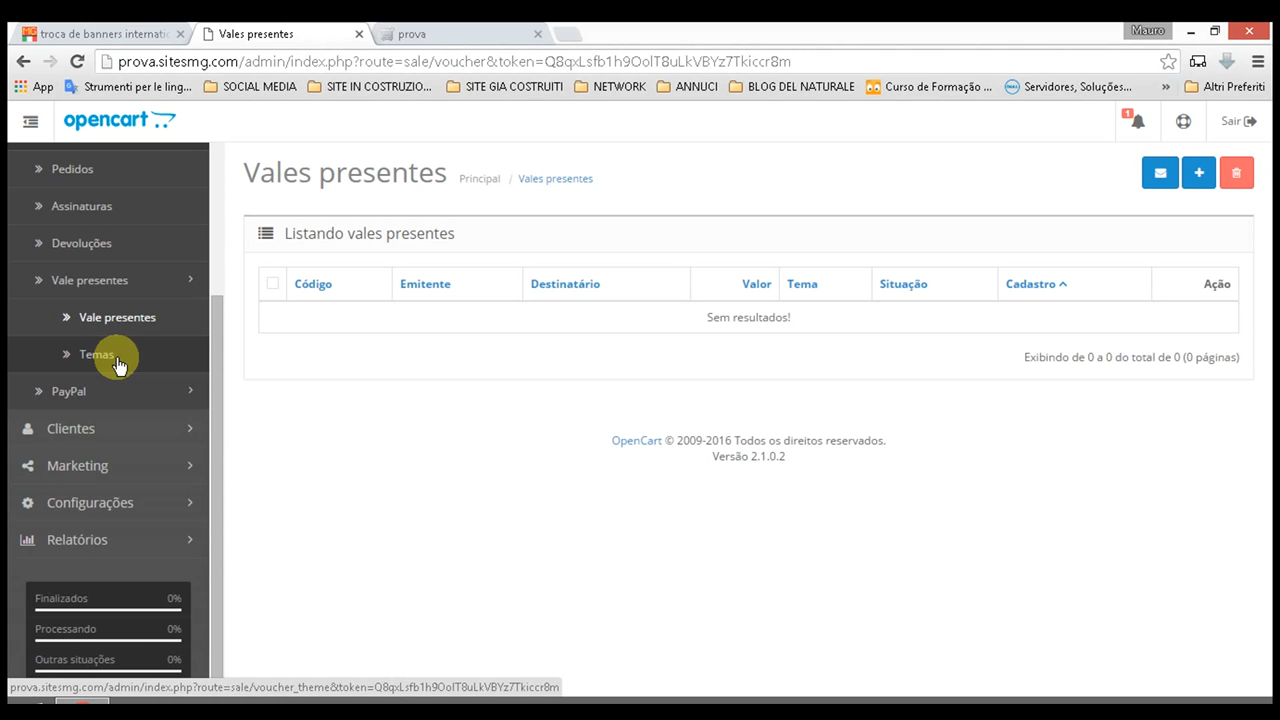 troca de banners internatio
Vales presentes
prova
Mauro
prova.sitesmg.com/admin/index.php?route=sale/voucher&token=Q8qxLsfb1h9OolT8uLkVBYz7Tkiccr8m
App
Strumenti per le ling...
SOCIAL MEDIA
SITE IN COSTRUZIO...
SITE GIA COSTRUITI
NETWORK
ANNUCI
BLOG DEL NATURALE
Curso de Formação ...
Servidores, Soluções...
»
Altri Preferiti
opencart
1
Sair
Pedidos
Assinaturas
Devoluções
Vale presentes
Vale presentes
Temas
PayPal
Clientes
Marketing
Configurações
Relatórios
Finalizados 0%
Processando 0%
Outras situações 0%
Vales presentes
Principal / Vales presentes
Listando vales presentes
Código Emitente Destinatário Valor Tema Situação Cadastro Ação
Sem resultados!
Exibindo de 0 a 0 do total de 0 (0 páginas)
OpenCart © 2009-2016 Todos os direitos reservados.
Versão 2.1.0.2
prova.sitesmg.com/admin/index.php?route=sale/voucher_theme&token=Q8qxLsfb1h9OolT8uLkVBYz7Tkiccr8m